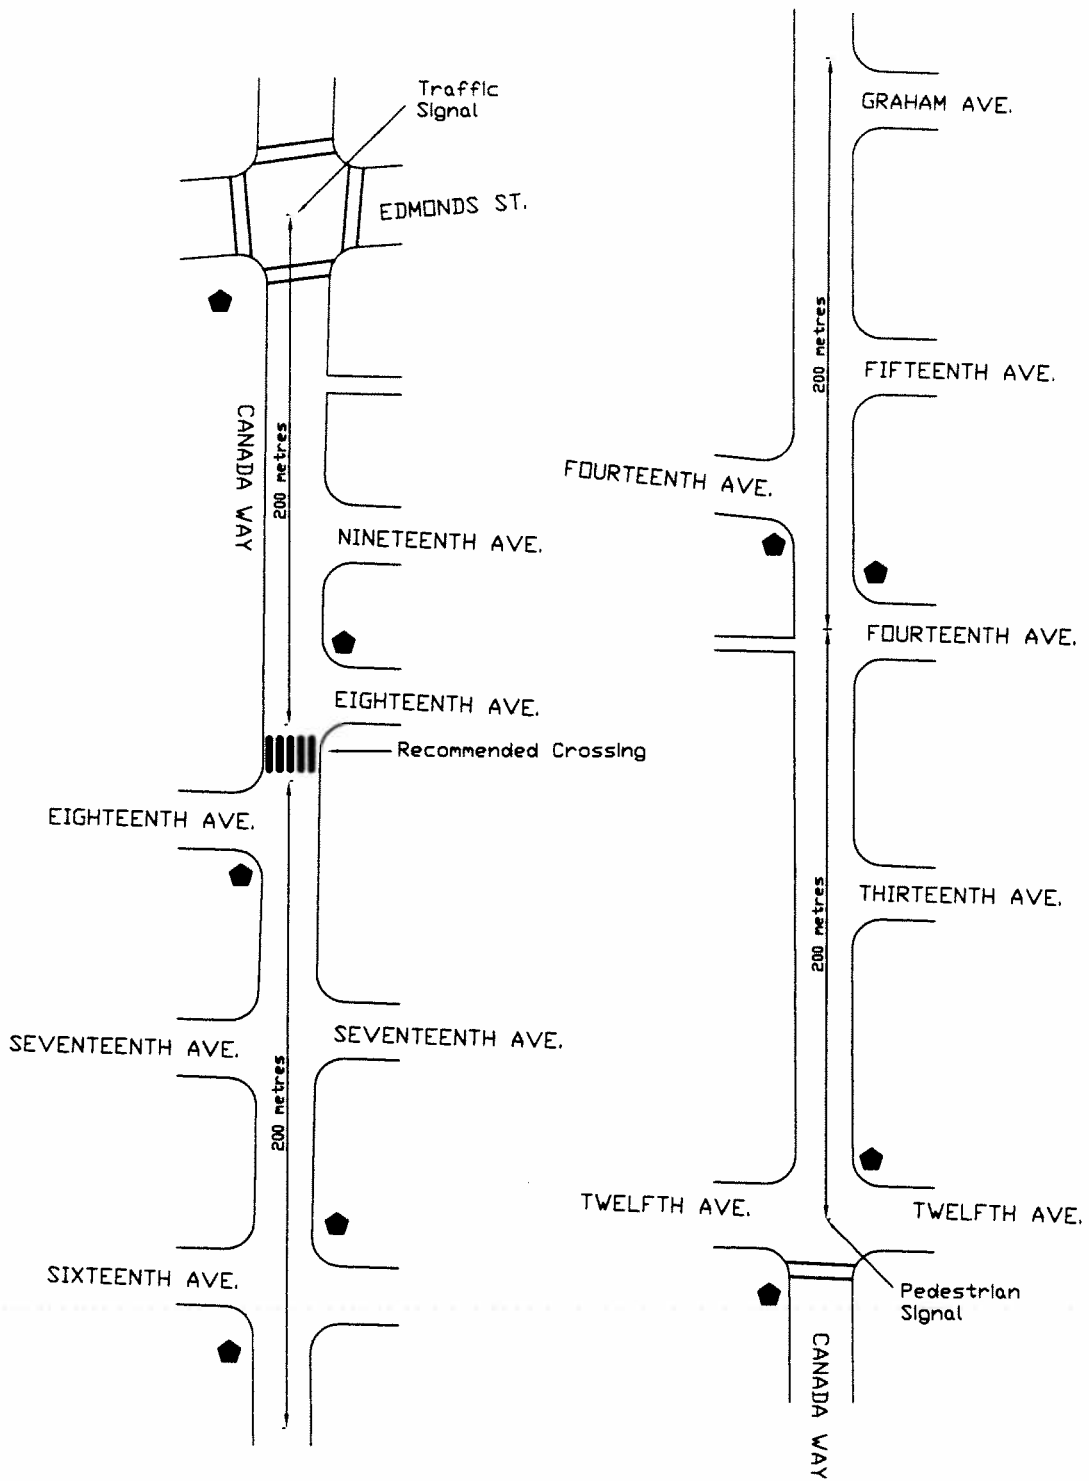 Traffic
Signal
EDMONDS ST.
CANADA WAY
200 metres
NINETEENTH AVE.
EIGHTEENTH AVE.
Recommended Crossing
EIGHTEENTH AVE.
SEVENTEENTH AVE.
SEVENTEENTH AVE.
200 metres
SIXTEENTH AVE.
GRAHAM AVE.
200 metres
FIFTEENTH AVE.
FOURTEENTH AVE.
FOURTEENTH AVE.
THIRTEENTH AVE.
200 metres
TWELFTH AVE.
TWELFTH AVE.
Pedestrian
Signal
CANADA WAY